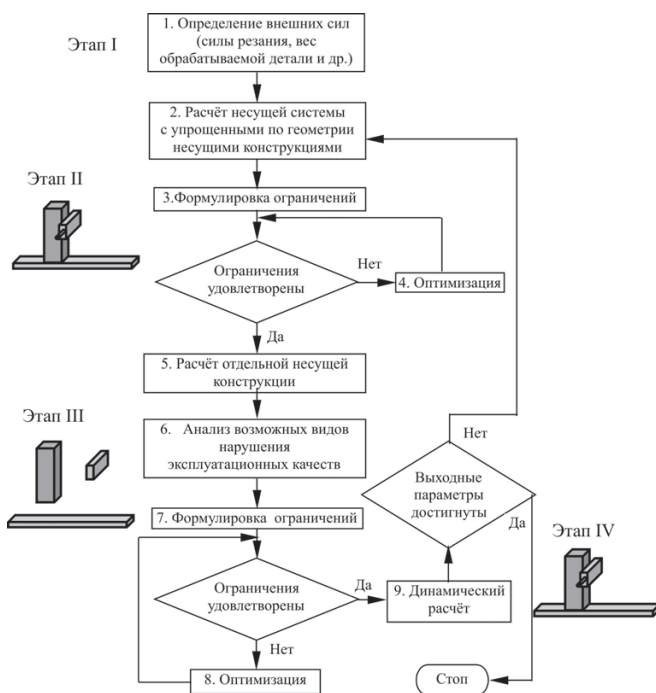 Этап I
1. Определение внешних сил
(силы резания, вес
обрабатываемой детали и др.)
2. Расчёт несущей системы
с упрощенными по геометрии
несущими конструкциями
Этап II
3.Формулировка ограничений
Ограничения
удовлетворены
Нет
4. Оптимизация
Да
5. Расчёт отдельной несущей
конструкции
Этап III
6. Анализ возможных видов
нарушения
эксплуатационных качеств
7. Формулировка ограничений
Ограничения
удовлетворены
Да
9. Динамический
расчёт
Нет
8. Оптимизация
Выходные
параметры
достигнуты
Нет
Да
Этап IV
Стоп